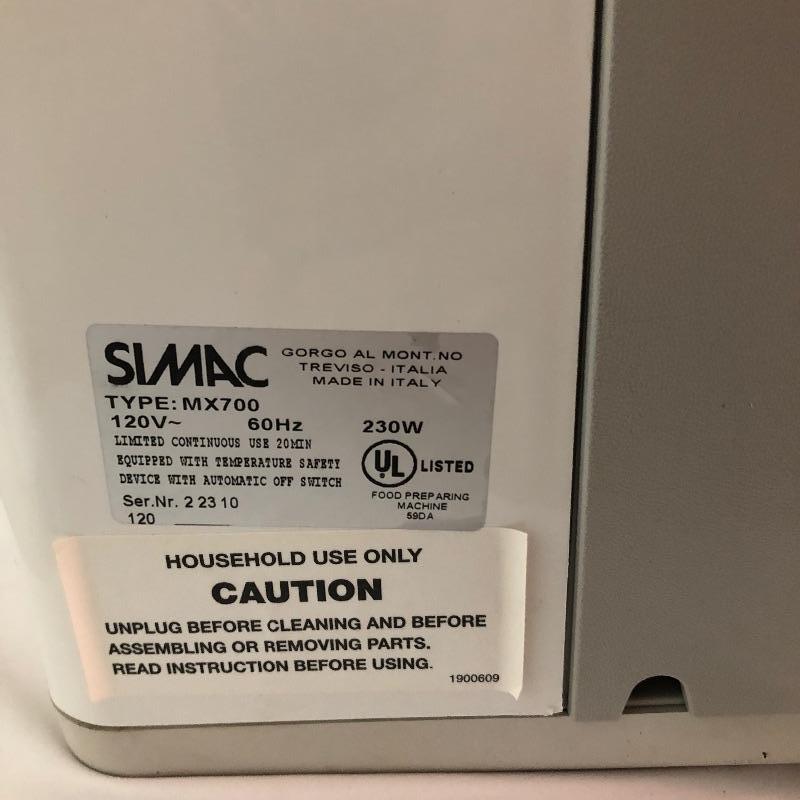 SIMAC
GORGO AL MONT.NO
TREVISO - ITALIA
MADE IN ITALY
TYPE: MX700
120V~ 60Hz 230W
LIMITED CONTINUOUS USE 20MIN
EQUIPPED WITH TEMPERATURE SAFETY
DEVICE WITH AUTOMATIC OFF SWITCH
UL LISTED
FOOD PREPARING
MACHINE
59DA
Ser.Nr. 2 23 10
120
HOUSEHOLD USE ONLY
CAUTION
UNPLUG BEFORE CLEANING AND BEFORE
ASSEMBLING OR REMOVING PARTS.
READ INSTRUCTION BEFORE USING.
1900609